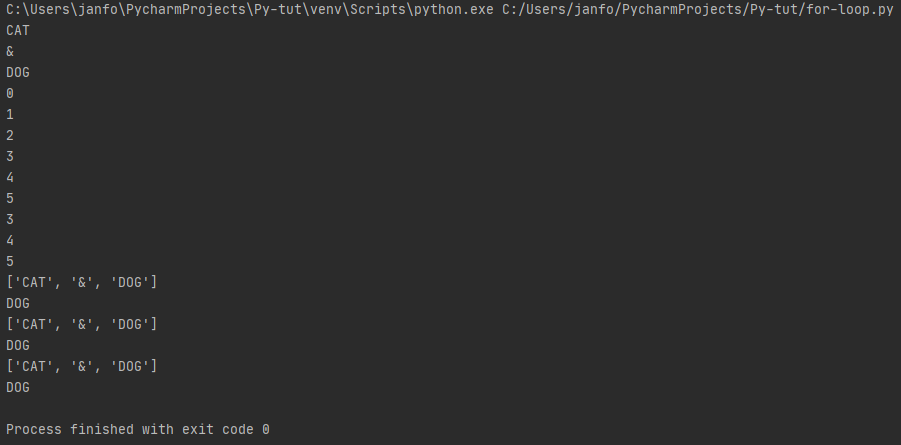 C:\Users\janfo\PycharmProjects\Py-tut\venv\Scripts\python.exe C:/Users/janfo/PycharmProjects/Py-tut/for-loop.py
CAT
&
DOG
0
1
2
3
4
5
3
4
5
['CAT', '&', 'DOG']
DOG
['CAT', '&', 'DOG']
DOG
['CAT', '&', 'DOG']
DOG
Process finished with exit code 0